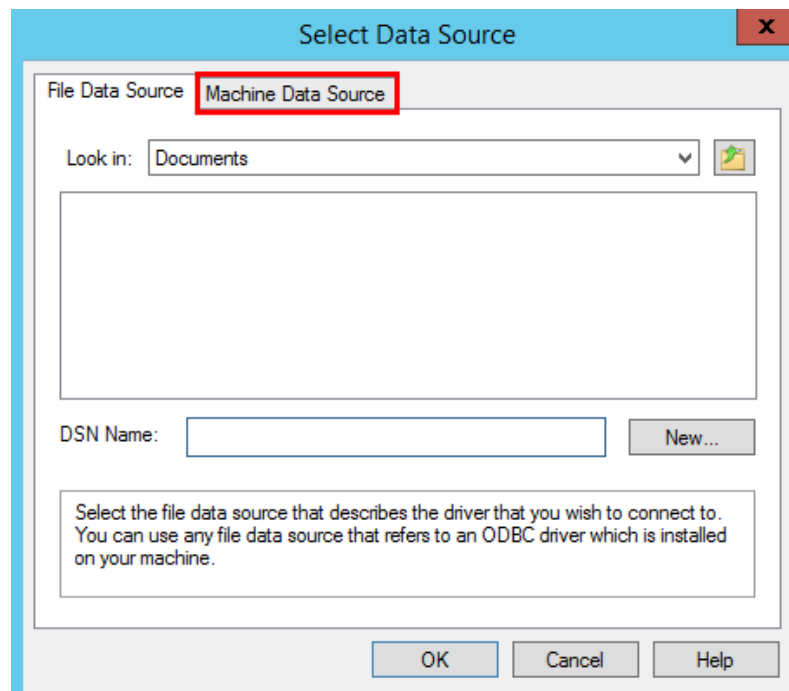 Select Data Source
x
File Data Source
Machine Data Source
Look in:
Documents
DSN Name:
New...
Select the file data source that describes the driver that you wish to connect to.
You can use any file data source that refers to an ODBC driver which is installed
on your machine.
OK
Cancel
Help